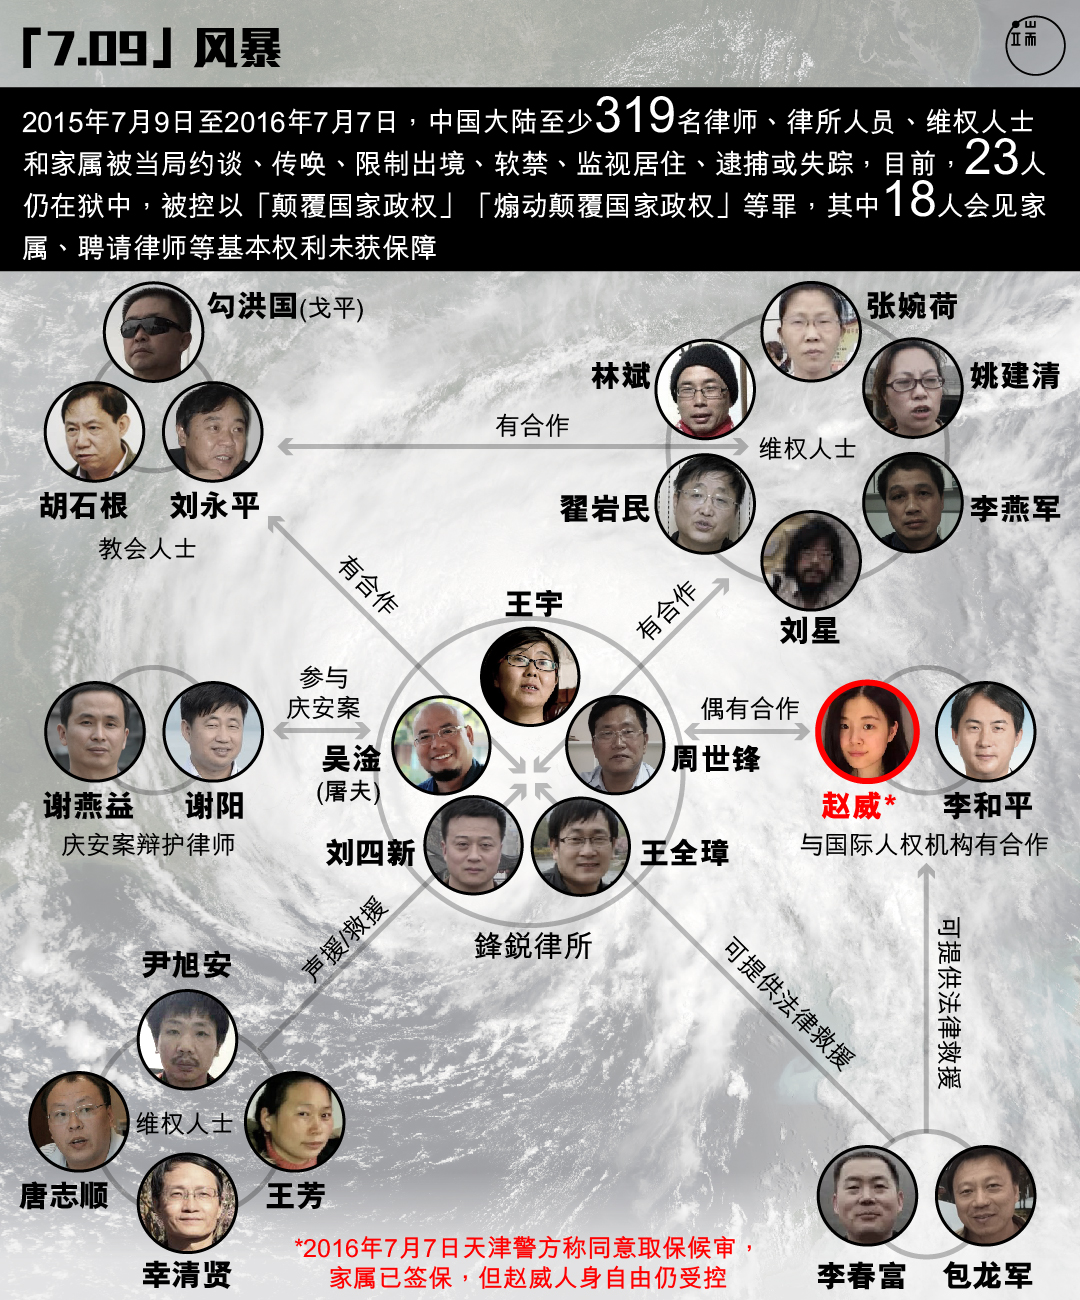 「7.09」风暴
端
2015年7月9日至2016年7月7日，中国大陆至少319名律师、律所人员、维权人士
和家属被当局约谈、传唤、限制出境、软禁、监视居住、逮捕或失踪，目前，23人
仍在狱中，被控以「颠覆国家政权」「煽动颠覆国家政权」等罪，其中18人会见家
属、聘请律师等基本权利未获保障
勾洪国(戈平)
胡石根
刘永平
教会人士
有合作
张婉荷
林斌
姚建清
维权人士
翟岩民
李燕军
刘星
有合作
有合作
王宇
吴淦
(屠夫)
周世锋
刘四新
王全璋
鋒鋭律所
参与
庆安案
谢燕益
谢阳
庆安案辩护律师
偶有合作
赵威*
李和平
与国际人权机构有合作
声援/救援
可提供法律救援
可提供法律救援
尹旭安
维权人士
唐志顺
王芳
幸清贤
李春富
包龙军
*2016年7月7日天津警方称同意取保候审，
家属已签保，但赵威人身自由仍受控